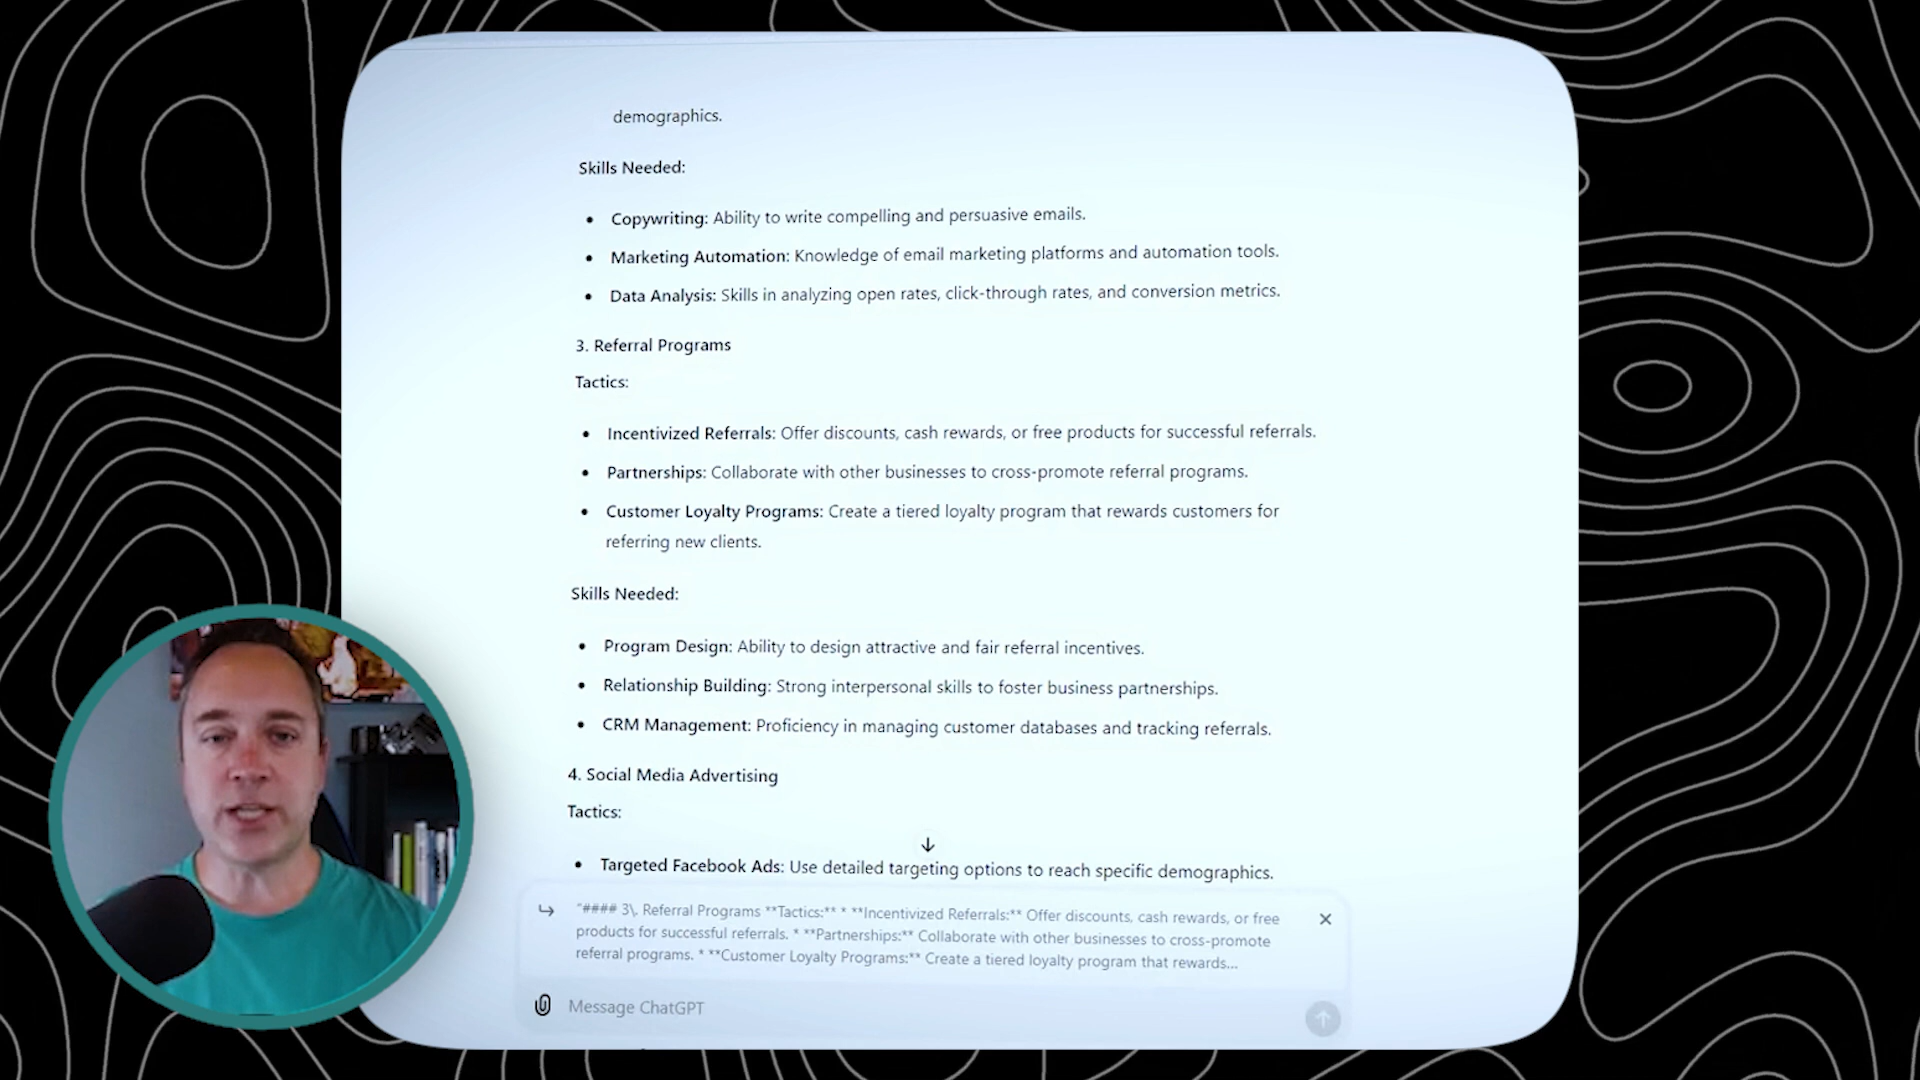 demographics.
Skills Needed:
• Copywriting: Ability to write compelling and persuasive emails.
• Marketing Automation: Knowledge of email marketing platforms and automation tools.
• Data Analysis: Skills in analyzing open rates, click-through rates, and conversion metrics.
3. Referral Programs
Tactics:
• Incentivized Referrals: Offer discounts, cash rewards, or free products for successful referrals.
• Partnerships: Collaborate with other businesses to cross-promote referral programs.
• Customer Loyalty Programs: Create a tiered loyalty program that rewards customers for
referring new clients.
Skills Needed:
• Program Design: Ability to design attractive and fair referral incentives.
• Relationship Building: Strong interpersonal skills to foster business partnerships.
• CRM Management: Proficiency in managing customer databases and tracking referrals.
4. Social Media Advertising
Tactics:
• Targeted Facebook Ads: Use detailed targeting options to reach specific demographics.
"#### 3\. Referral Programs **Tactics:** * **Incentivized Referrals:** Offer discounts, cash rewards, or free
products for successful referrals. * **Partnerships:** Collaborate with other businesses to cross-promote
referral programs. * **Customer Loyalty Programs:** Create a tiered loyalty program that rewards...
Message ChatGPT